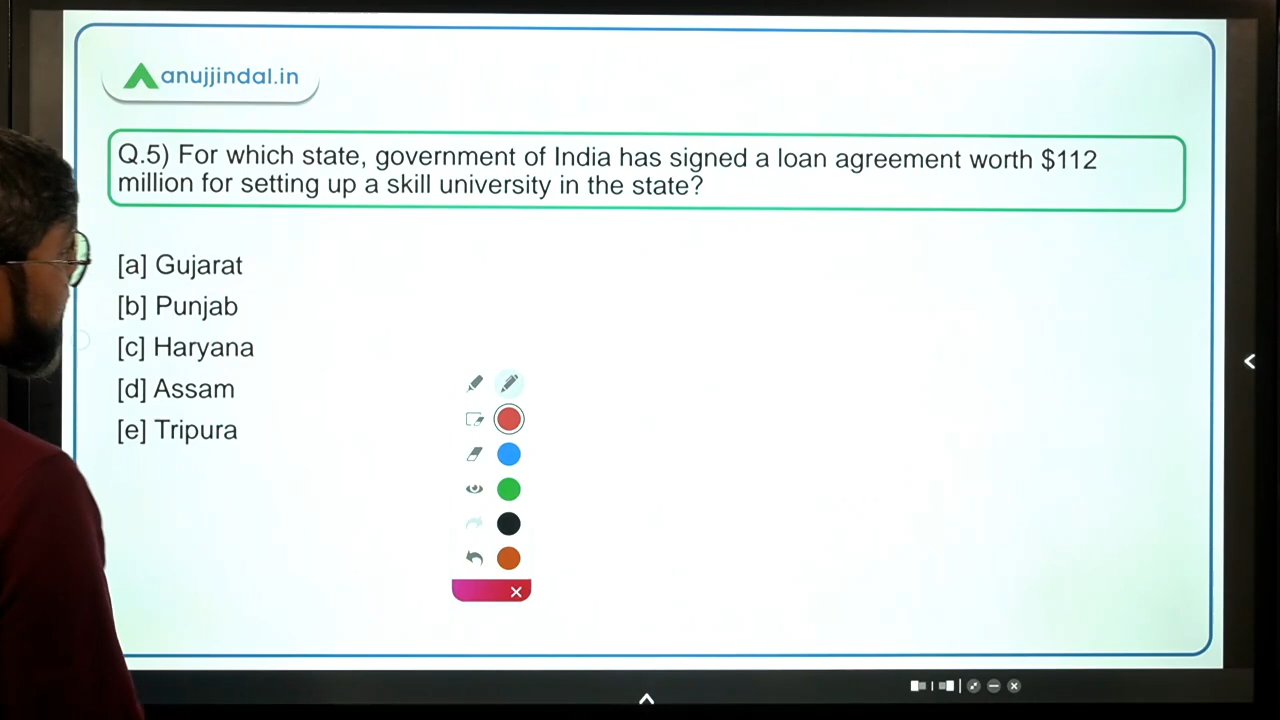 anujjindal.in
Q.5) For which state, government of India has signed a loan agreement worth $112
million for setting up a skill university in the state?
[a] Gujarat
[b] Punjab
[c] Haryana
[d] Assam
[e] Tripura